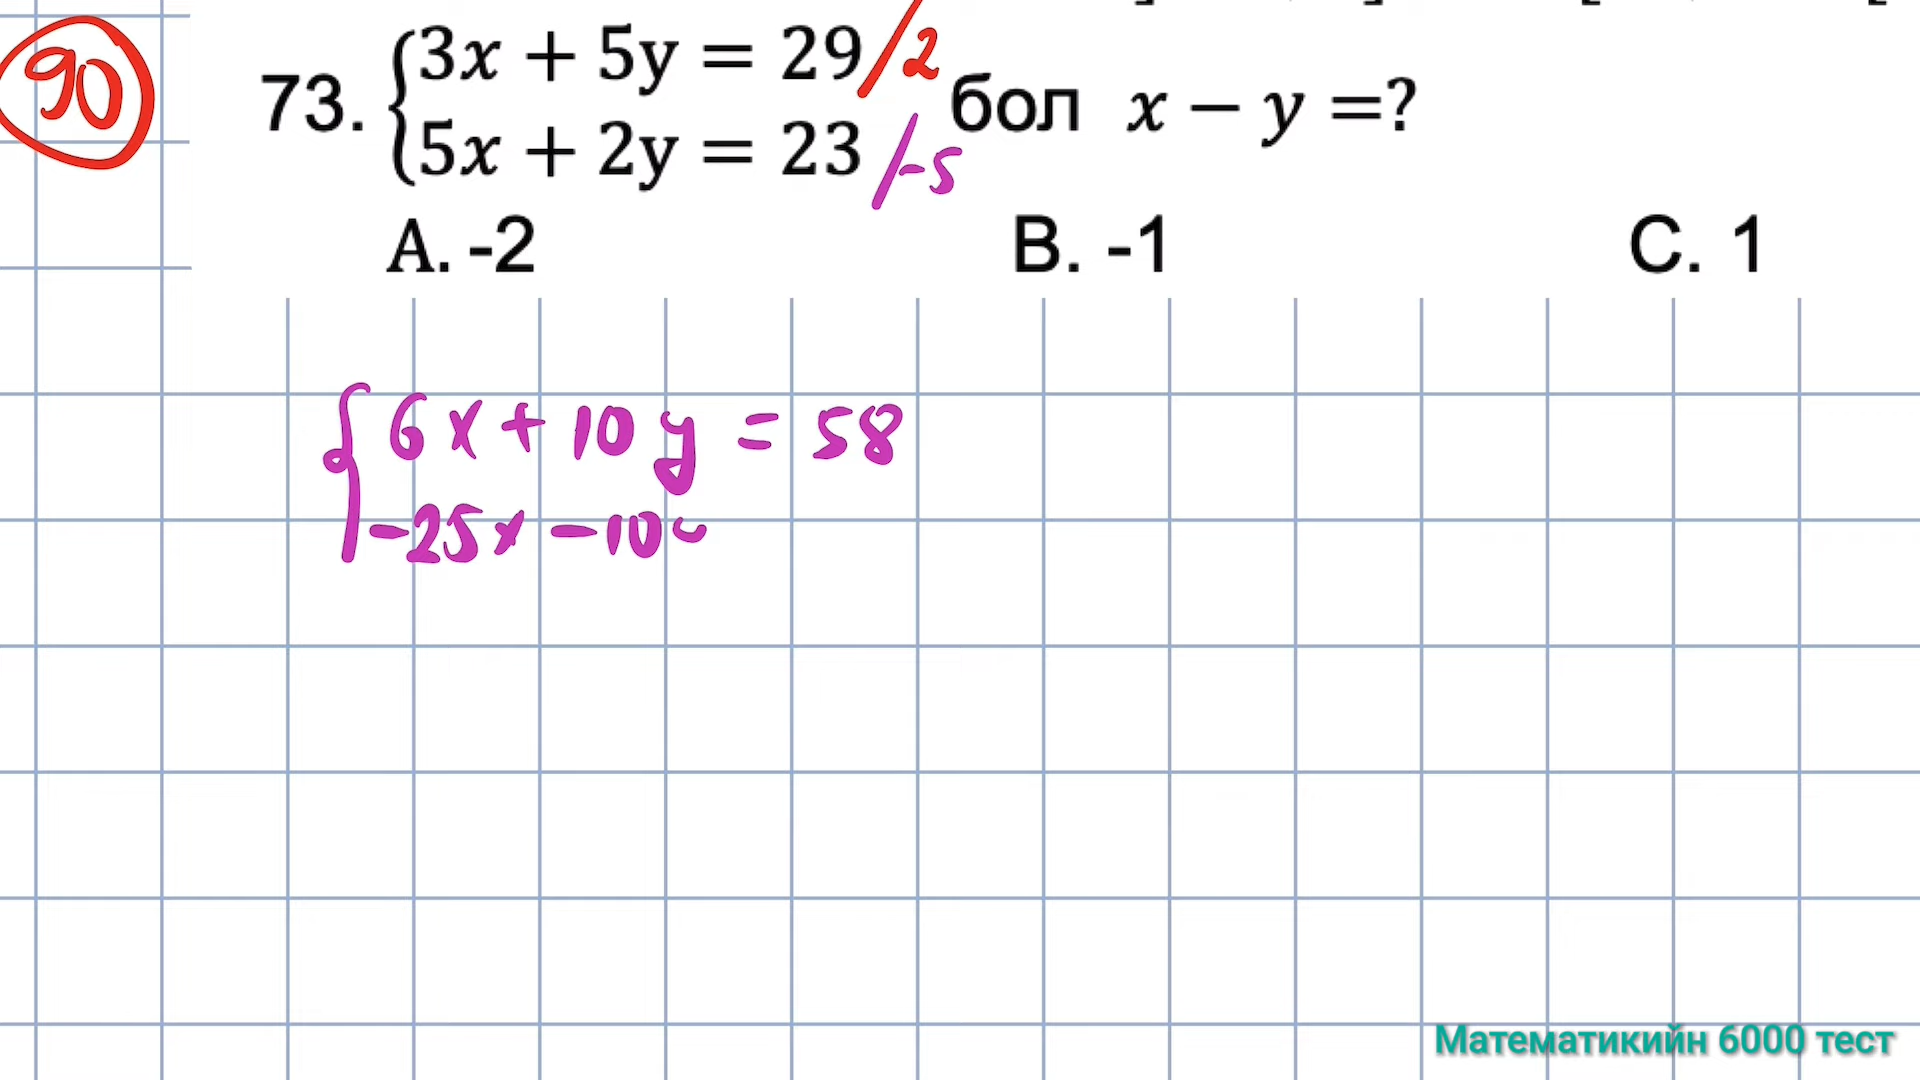 90
73. {3x + 5y = 29 /2
{5x + 2y = 23 /-5
бол x − y =?
A. -2 B. -1 C. 1
{6x + 10y = 58
-25x - 10
Математикийн 6000 тест